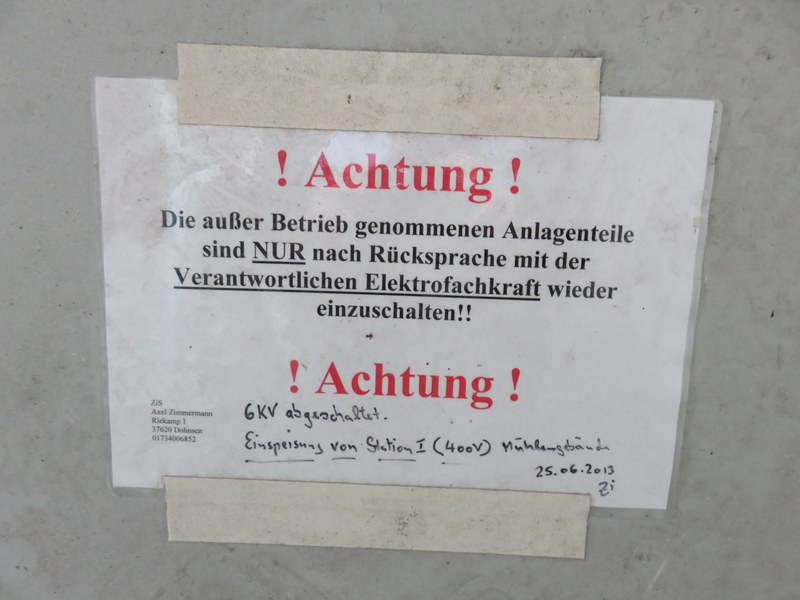 ! Achtung !
Die außer Betrieb genommenen Anlagenteile
sind NUR nach Rücksprache mit der
Verantwortlichen Elektrofachkraft wieder
einzuschalten!!
! Achtung !
ZiS
Axel Zimmermann
Riekamp 1
37620 Dohnsen
01734006852
6KV abgeschaltet.
Einspeisung von Station I (400V) Mühlengebäude
25.06.2013
Zi